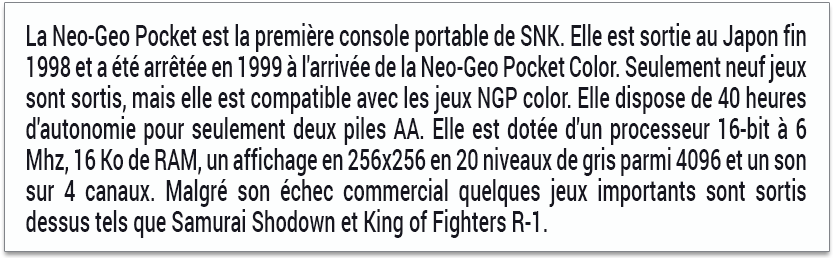 La Neo-Geo Pocket est la première console portable de SNK. Elle est sortie au Japon fin
1998 et a été arrêtée en 1999 à l'arrivée de la Neo-Geo Pocket Color. Seulement neuf jeux
sont sortis, mais elle est compatible avec les jeux NGP color. Elle dispose de 40 heures
d'autonomie pour seulement deux piles AA. Elle est dotée d'un processeur 16-bit à 6
Mhz, 16 Ko de RAM, un affichage en 256x256 en 20 niveaux de gris parmi 4096 et un son
sur 4 canaux. Malgré son échec commercial quelques jeux importants sont sortis
dessus tels que Samurai Shodown et King of Fighters R-1.